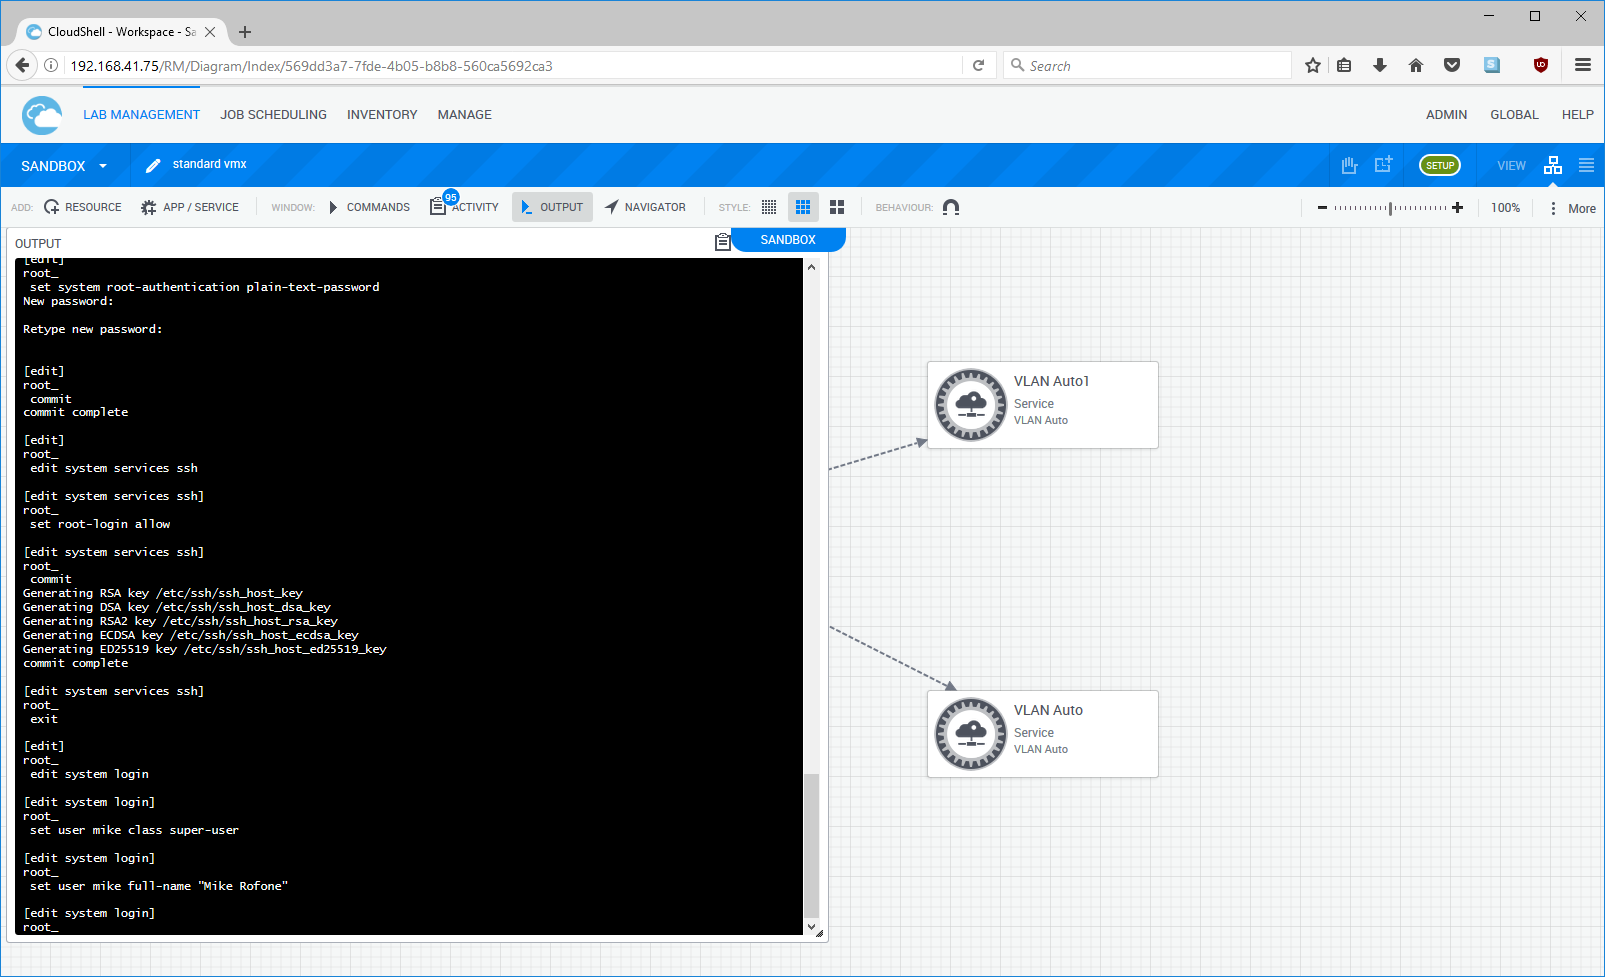 CloudShell - Workspace - Sa
192.168.41.75/RM/Diagram/Index/569dd3a7-7fde-4b05-b8b8-560ca5692ca3
Search
S
LAB MANAGEMENT JOB SCHEDULING INVENTORY MANAGE
ADMIN GLOBAL HELP
SANDBOX
standard vmx
SETUP
VIEW
ADD: RESOURCE APP / SERVICE WINDOW: COMMANDS 95 ACTIVITY OUTPUT NAVIGATOR STYLE: BEHAVIOUR: 100% More
OUTPUT
SANDBOX
[edit]
root_
set system root-authentication plain-text-password
New password:
Retype new password:
[edit]
root_
commit
commit complete
[edit]
root_
edit system services ssh
[edit system services ssh]
root_
set root-login allow
[edit system services ssh]
root_
commit
Generating RSA key /etc/ssh/ssh_host_key
Generating DSA key /etc/ssh/ssh_host_dsa_key
Generating RSA2 key /etc/ssh/ssh_host_rsa_key
Generating ECDSA key /etc/ssh/ssh_host_ecdsa_key
Generating ED25519 key /etc/ssh/ssh_host_ed25519_key
commit complete
[edit system services ssh]
root_
exit
[edit]
root_
edit system login
[edit system login]
root_
set user mike class super-user
[edit system login]
root_
set user mike full-name "Mike Rofone"
[edit system login]
root_
VLAN Auto1
Service
VLAN Auto
VLAN Auto
Service
VLAN Auto